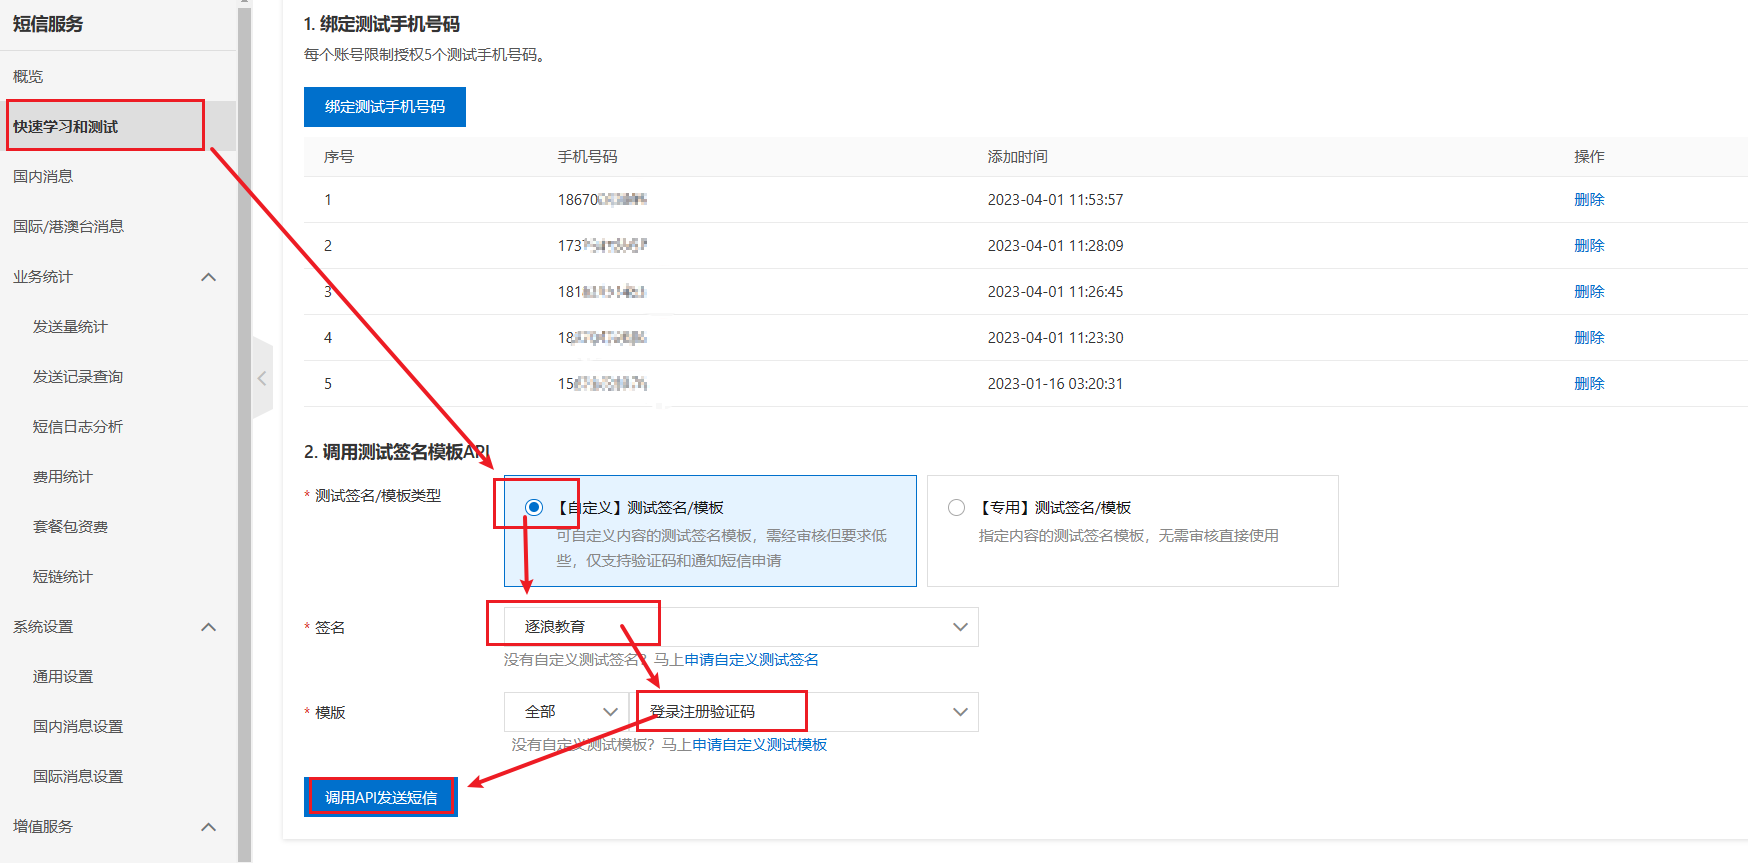 短信服务
概览
快速学习和测试
国内消息
国际/港澳台消息
业务统计
发送量统计
发送记录查询
短信日志分析
费用统计
套餐包资费
短链统计
系统设置
通用设置
国内消息设置
国际消息设置
增值服务
1. 绑定测试手机号码
每个账号限制授权5个测试手机号码。
绑定测试手机号码
序号 手机号码 添加时间 操作
1 18670 2023-04-01 11:53:57 删除
2 173 2023-04-01 11:28:09 删除
3 181 2023-04-01 11:26:45 删除
4 18 2023-04-01 11:23:30 删除
5 15 2023-01-16 03:20:31 删除
2. 调用测试签名模板API
* 测试签名/模板类型
【自定义】测试签名/模板
可自定义内容的测试签名模板，需经审核但要求低
些，仅支持验证码和通知短信申请
【专用】测试签名/模板
指定内容的测试签名模板，无需审核直接使用
* 签名 逐浪教育
没有自定义测试签名？马上申请自定义测试签名
* 模版 全部 登录注册验证码
没有自定义测试模板？马上申请自定义测试模板
调用API发送短信